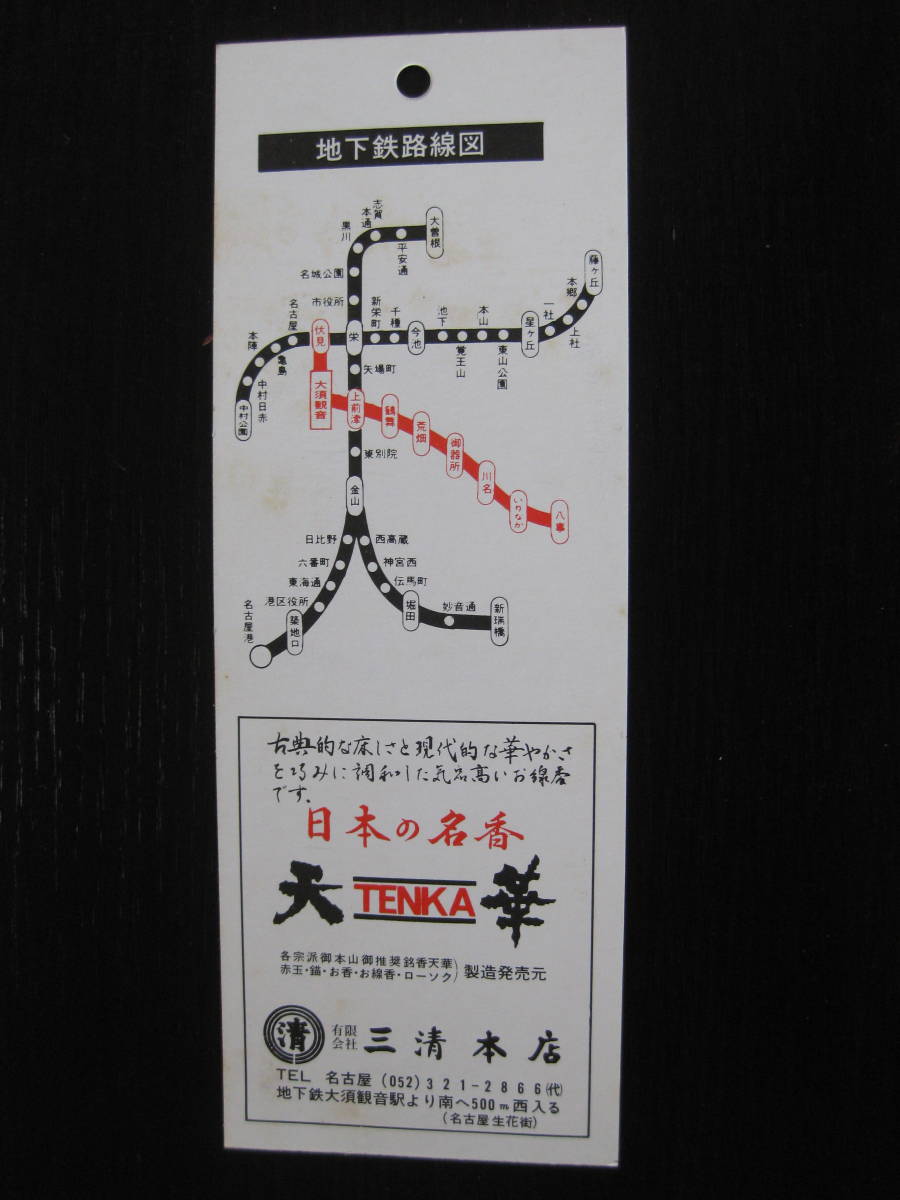 地下鉄路線図
大曽根
平安通
志賀本通
黒川
名城公園
市役所
名古屋
伏見
栄
新栄町
千種
今池
池下
覚王山
本山
東山公園
星ヶ丘
一社
上社
本郷
藤ヶ丘
本陣
亀島
中村日赤
中村公園
大須観音
矢場町
上前津
鶴舞
荒畑
御器所
川名
いりなか
八事
東別院
金山
日比野
西高蔵
六番町
神宮西
東海通
伝馬町
港区役所
堀田
妙音通
新瑞橋
築地口
名古屋港
古典的な床しさと現代的な華やかさ
を巧みに調和した気品高いお線香
です。
日本の名香
天 TENKA 華
各宗派御本山御推奨銘香天華
赤玉・錨・お香・お線香・ローソク) 製造発売元
清 有限会社 三清本店
TEL 名古屋 (052) 321-2866(代)
地下鉄大須観音駅より南へ500m西入る
(名古屋生花街)